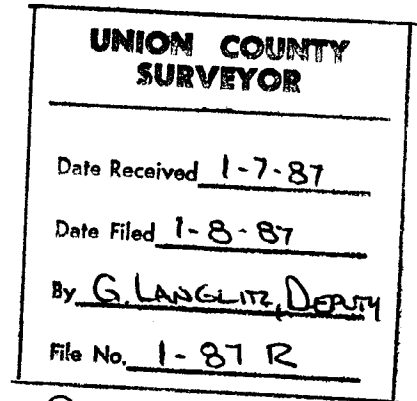 UNION COUNTY
SURVEYOR
Date Received 1-7-87
Date Filed 1-8-87
By G. LANGLITZ, DEPUTY
File No. 1-87 R